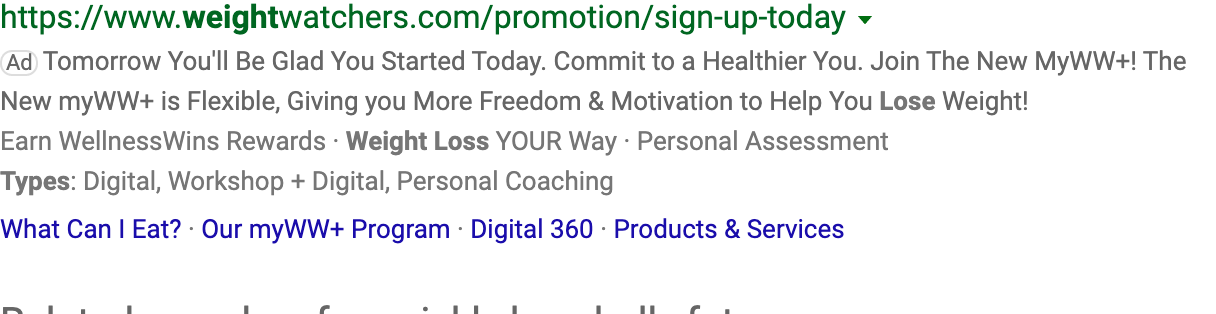 https://www.weightwatchers.com/promotion/sign-up-today
Ad Tomorrow You'll Be Glad You Started Today. Commit to a Healthier You. Join The New MyWW+! The
New myWW+ is Flexible, Giving you More Freedom & Motivation to Help You Lose Weight!
Earn WellnessWins Rewards · Weight Loss YOUR Way · Personal Assessment
Types: Digital, Workshop + Digital, Personal Coaching
What Can I Eat? · Our myWW+ Program · Digital 360 · Products & Services